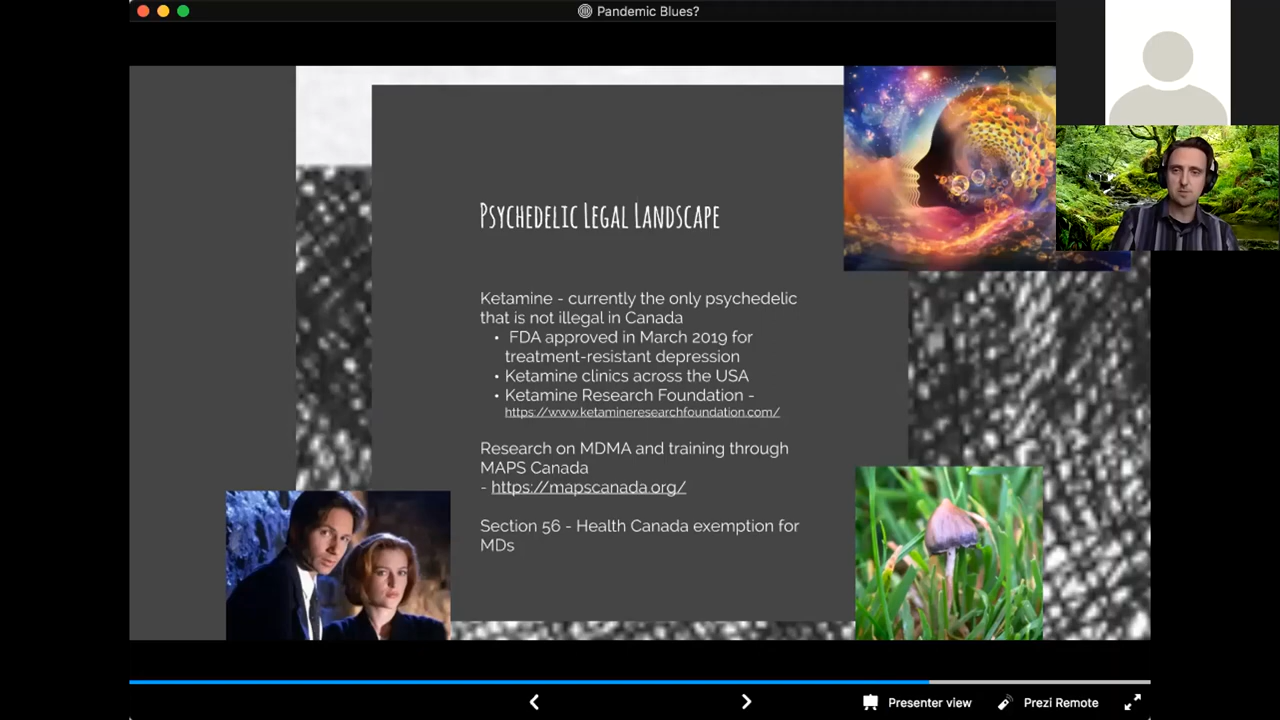 Pandemic Blues?
Psychedelic Legal Landscape
Ketamine - currently the only psychedelic
that is not illegal in Canada
• FDA approved in March 2019 for
treatment-resistant depression
• Ketamine clinics across the USA
• Ketamine Research Foundation -
https://www.ketamineresearchfoundation.com/
Research on MDMA and training through
MAPS Canada
- https://mapscanada.org/
Section 56 - Health Canada exemption for
MDs
Presenter view
Prezi Remote